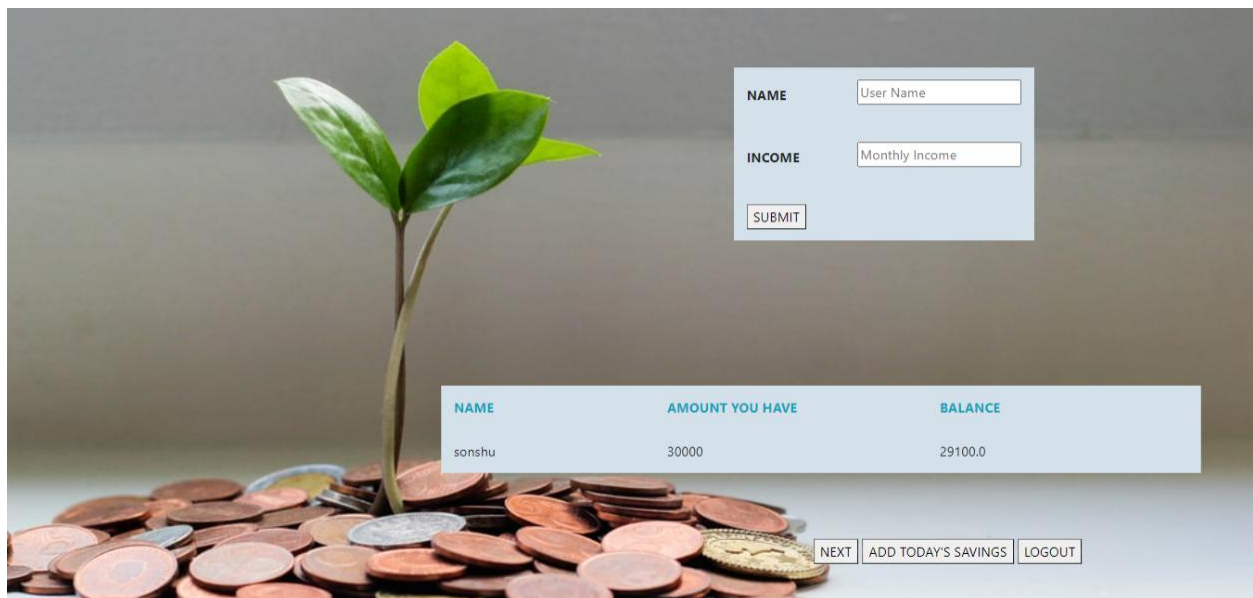 NAME User Name
INCOME Monthly Income
SUBMIT
NAME AMOUNT YOU HAVE BALANCE
sonshu 30000 29100.0
NEXT ADD TODAY'S SAVINGS LOGOUT